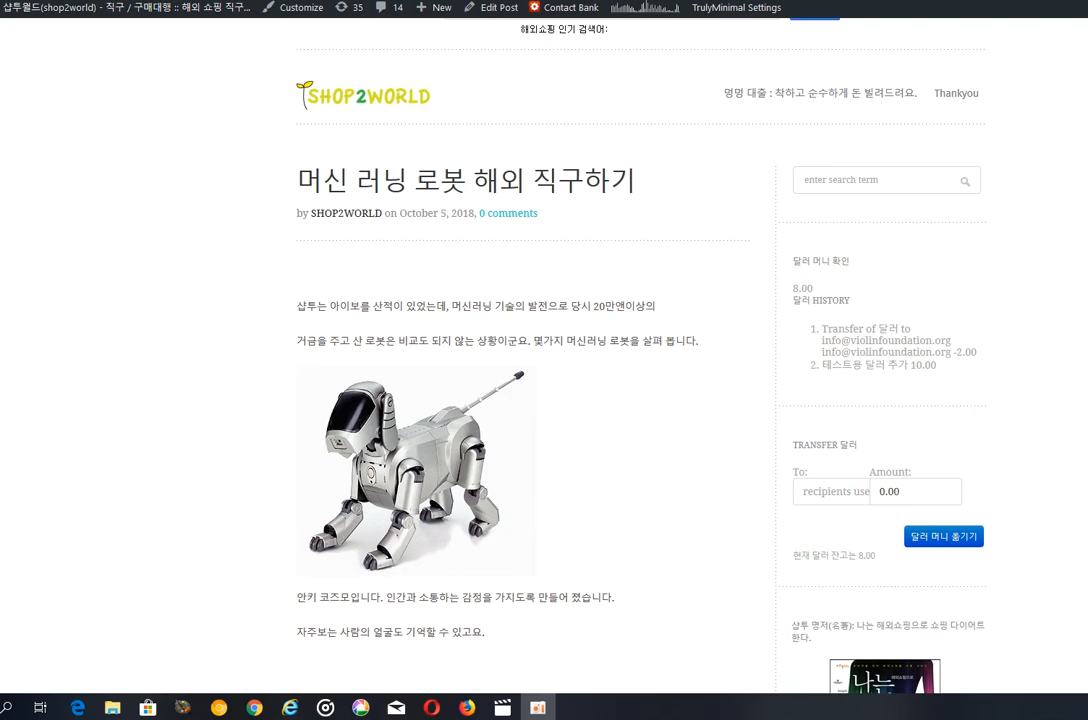 샵투월드(shop2world) - 직구 / 구매대행 :: 해외 쇼핑 직구... Customize 35 14 New Edit Post Contact Bank TrulyMinimal Settings
해외쇼핑 인기 검색어:
SHOP2WORLD
명명 대출 : 착하고 순수하게 돈 빌려드려요. Thankyou
머신 러닝 로봇 해외 직구하기
by SHOP2WORLD on October 5, 2018, 0 comments
샵투는 아이보를 산적이 있었는데, 머신러닝 기술의 발전으로 당시 20만앤이상의
거금을 주고 산 로봇은 비교도 되지 않는 상황이군요. 몇가지 머신러닝 로봇을 살펴 봅니다.
안키 코즈모입니다. 인간과 소통하는 감정을 가지도록 만들어 졌습니다.
자주보는 사람의 얼굴도 기억할 수 있고요.
enter search term
달러 머니 확인
8.00
달러 HISTORY
1. Transfer of 달러 to
info@violinfoundation.org
info@violinfoundation.org -2.00
2. 테스트용 달러 추가 10.00
TRANSFER 달러
To: Amount:
recipients use 0.00
달러 머니 옮기기
현재 달러 잔고는 8.00
샵투 명저(名著): 나는 해외쇼핑으로 쇼핑 다이어트
한다.
나는